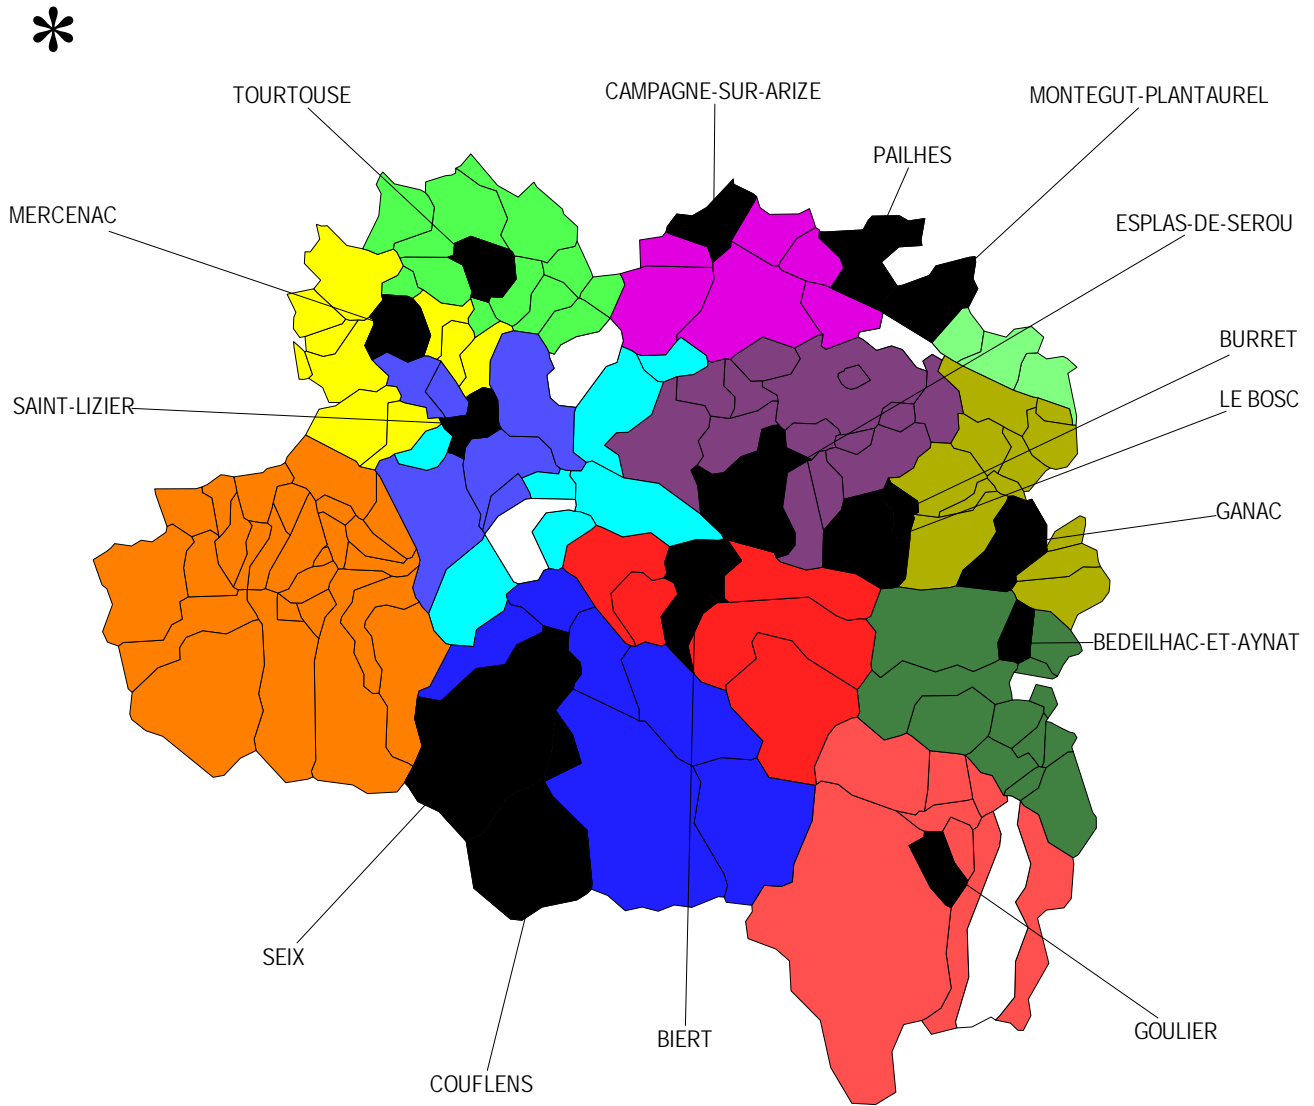 *
TOURTOUSE
CAMPAGNE-SUR-ARIZE
MONTEGUT-PLANTAUREL
PAILHES
MERCENAC
ESPLAS-DE-SEROU
BURRET
LE BOSC
SAINT-LIZIER
GANAC
BEDEILHAC-ET-AYNAT
SEIX
GOULIER
BIERT
COUFLENS